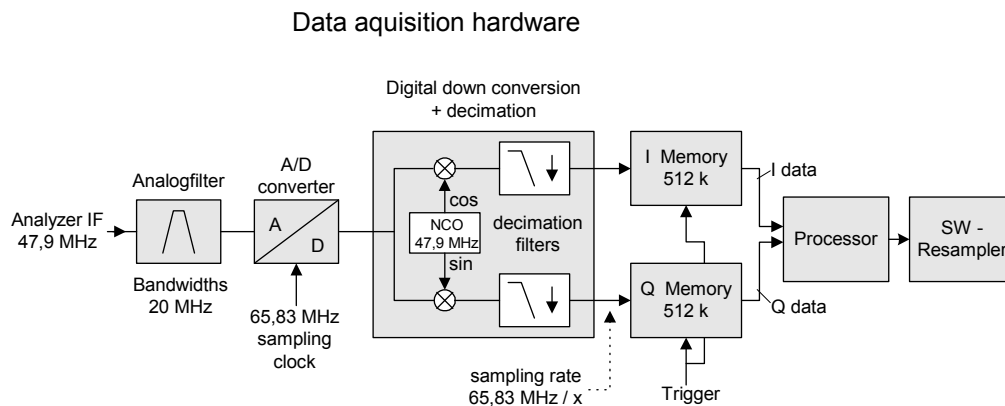 Data aquisition hardware
Digital down conversion
+ decimation
Analyzer IF
47,9 MHz
Analogfilter
Bandwidths
20 MHz
A/D
converter
A
D
65,83 MHz
sampling
clock
cos
NCO
47,9 MHz
sin
decimation
filters
sampling rate
65,83 MHz / x
I Memory
512 k
Q Memory
512 k
Trigger
I data
Q data
Processor
SW -
Resampler